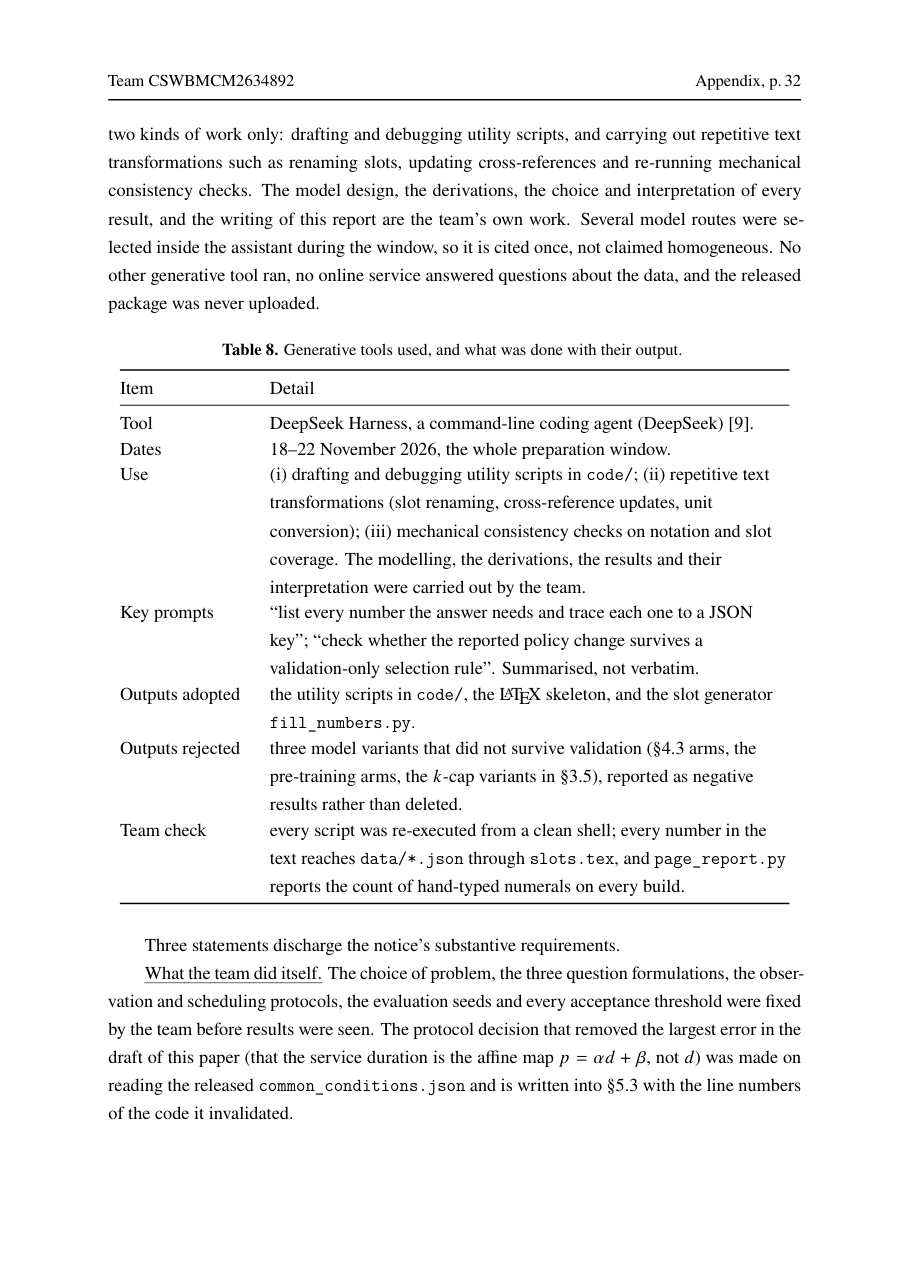 Team CSWBMCM2634892 Appendix, p. 32
two kinds of work only: drafting and debugging utility scripts, and carrying out repetitive text
transformations such as renaming slots, updating cross-references and re-running mechanical
consistency checks. The model design, the derivations, the choice and interpretation of every
result, and the writing of this report are the team's own work. Several model routes were se-
lected inside the assistant during the window, so it is cited once, not claimed homogeneous. No
other generative tool ran, no online service answered questions about the data, and the released
package was never uploaded.
Table 8. Generative tools used, and what was done with their output.
Item Detail
Tool DeepSeek Harness, a command-line coding agent (DeepSeek) [9].
Dates 18–22 November 2026, the whole preparation window.
Use (i) drafting and debugging utility scripts in code/; (ii) repetitive text
transformations (slot renaming, cross-reference updates, unit
conversion); (iii) mechanical consistency checks on notation and slot
coverage. The modelling, the derivations, the results and their
interpretation were carried out by the team.
Key prompts “list every number the answer needs and trace each one to a JSON
key”; “check whether the reported policy change survives a
validation-only selection rule”. Summarised, not verbatim.
Outputs adopted the utility scripts in code/, the LATEX skeleton, and the slot generator
fill_numbers.py.
Outputs rejected three model variants that did not survive validation (§4.3 arms, the
pre-training arms, the k-cap variants in §3.5), reported as negative
results rather than deleted.
Team check every script was re-executed from a clean shell; every number in the
text reaches data/*.json through slots.tex, and page_report.py
reports the count of hand-typed numerals on every build.
Three statements discharge the notice's substantive requirements.
What the team did itself. The choice of problem, the three question formulations, the obser-
vation and scheduling protocols, the evaluation seeds and every acceptance threshold were fixed
by the team before results were seen. The protocol decision that removed the largest error in the
draft of this paper (that the service duration is the affine map p = αd + β, not d) was made on
reading the released common_conditions.json and is written into §5.3 with the line numbers
of the code it invalidated.